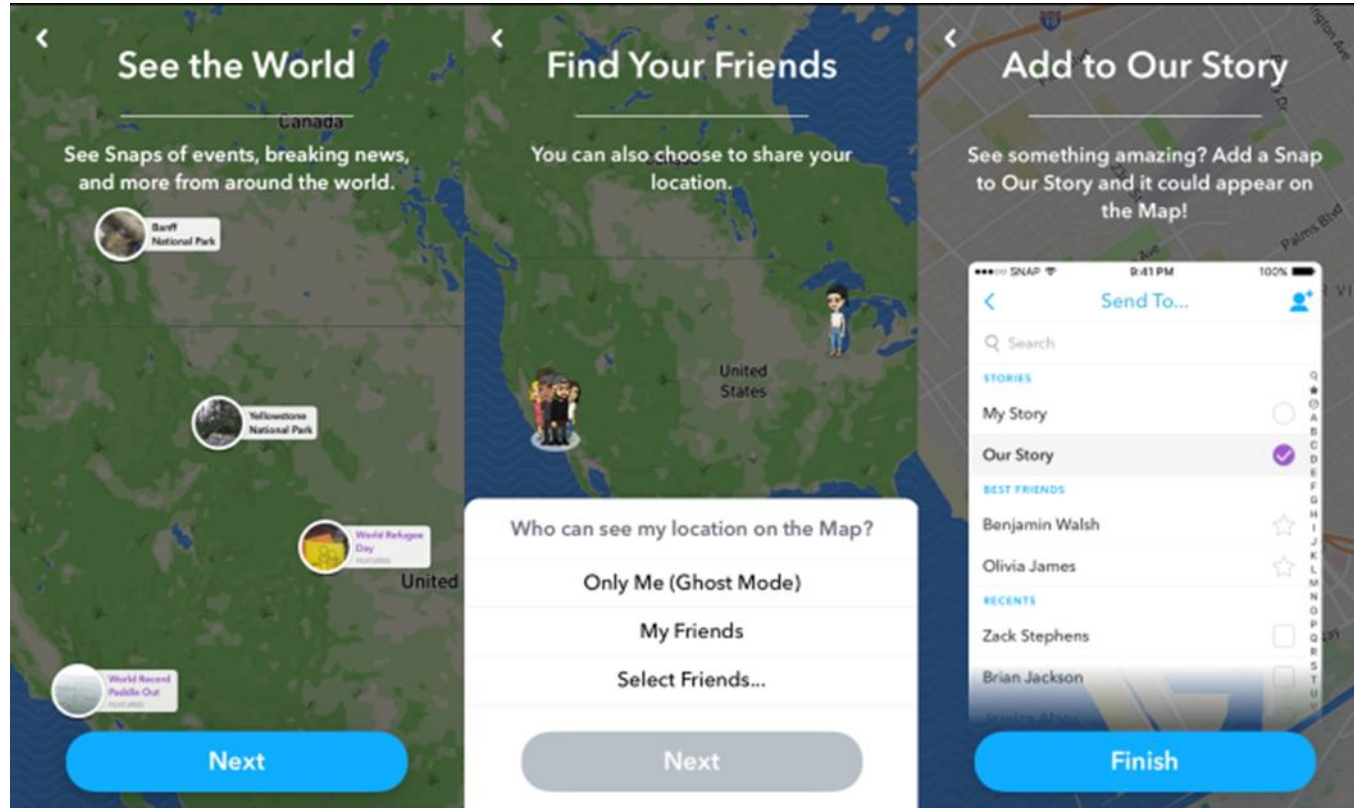 See the World
Canada
See Snaps of events, breaking news,
and more from around the world.
Banff
National Park
Yellowstone
National Park
World Refugee
Day
FEATURED
United
World Record
Paddle Out
FEATURED
Next
Find Your Friends
You can also choose to share your
location.
United
States
Who can see my location on the Map?
Only Me (Ghost Mode)
My Friends
Select Friends...
Next
Add to Our Story
See something amazing? Add a Snap
to Our Story and it could appear on
the Map!
Ave
Palms Blvd
SNAP
9:41 PM
100%
Send To...
Search
STORIES
My Story
Our Story
BEST FRIENDS
Benjamin Walsh
Olivia James
RECENTS
Zack Stephens
Brian Jackson
A
B
C
D
E
F
G
H
I
J
K
L
M
N
O
P
Q
R
S
T
U
Finish